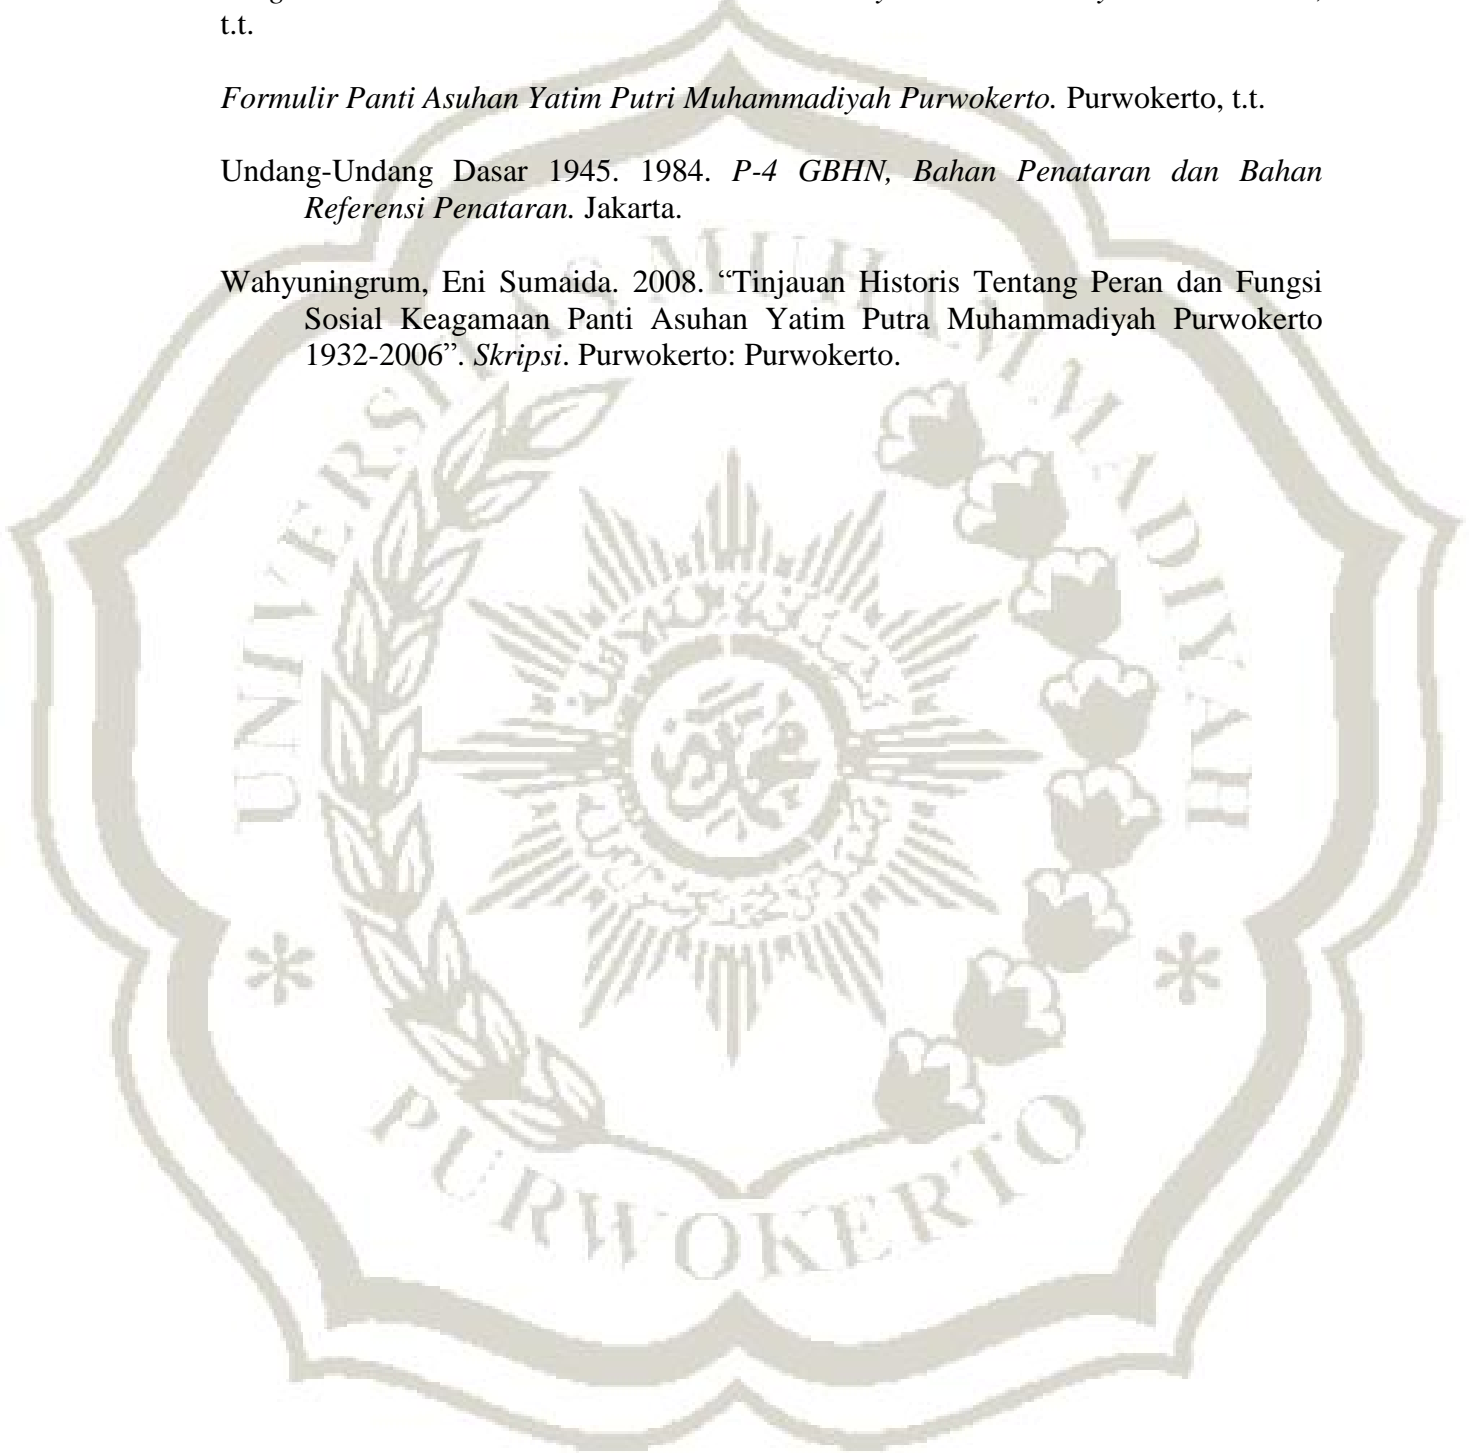 t.t.
Formulir Panti Asuhan Yatim Putri Muhammadiyah Purwokerto. Purwokerto, t.t.
Undang-Undang Dasar 1945. 1984. P-4 GBHN, Bahan Penataran dan Bahan
Referensi Penataran. Jakarta.
Wahyuningrum, Eni Sumaida. 2008. “Tinjauan Historis Tentang Peran dan Fungsi
Sosial Keagamaan Panti Asuhan Yatim Putra Muhammadiyah Purwokerto
1932-2006”. Skripsi. Purwokerto: Purwokerto.
UNIVERSITAS MUHAMMADIYAH
PURWOKERTO